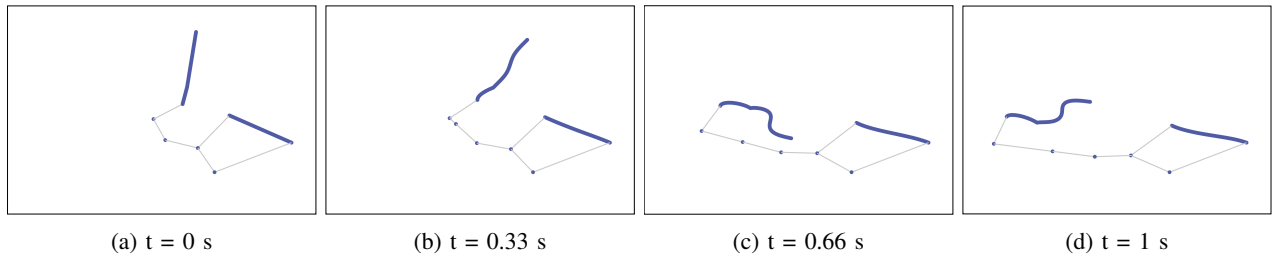 (a) t = 0 s
(b) t = 0.33 s
(c) t = 0.66 s
(d) t = 1 s